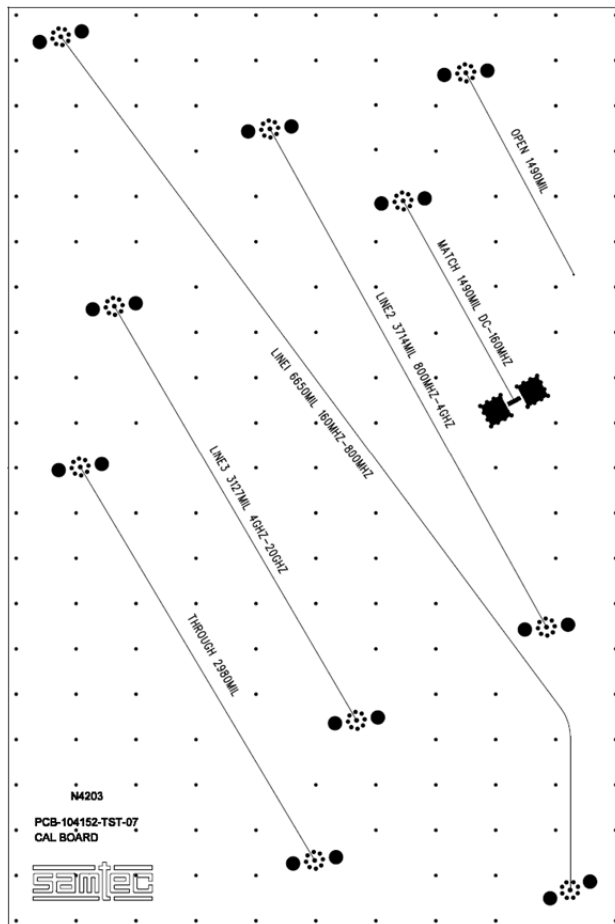 OPEN 1490MIL
MATCH 1490MIL DC-160MHZ
LINE2 3714MIL 800MHZ-4GHZ
LINE1 6650MIL 160MHZ-800MHZ
LINE3 3127MIL 4GHZ-20GHZ
THROUGH 2980MIL
N4203
PCB-104152-TST-07
CAL BOARD
samtec